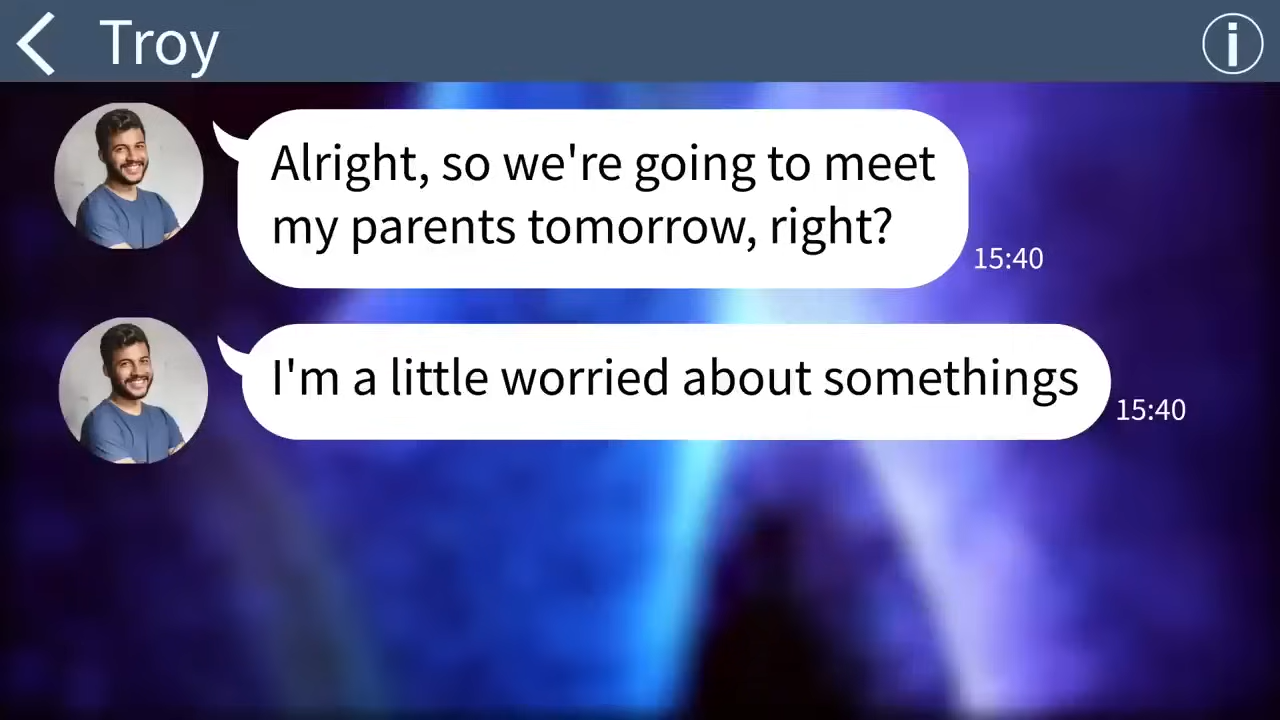 Troy
Alright, so we're going to meet
my parents tomorrow, right?
15:40
I'm a little worried about somethings
15:40